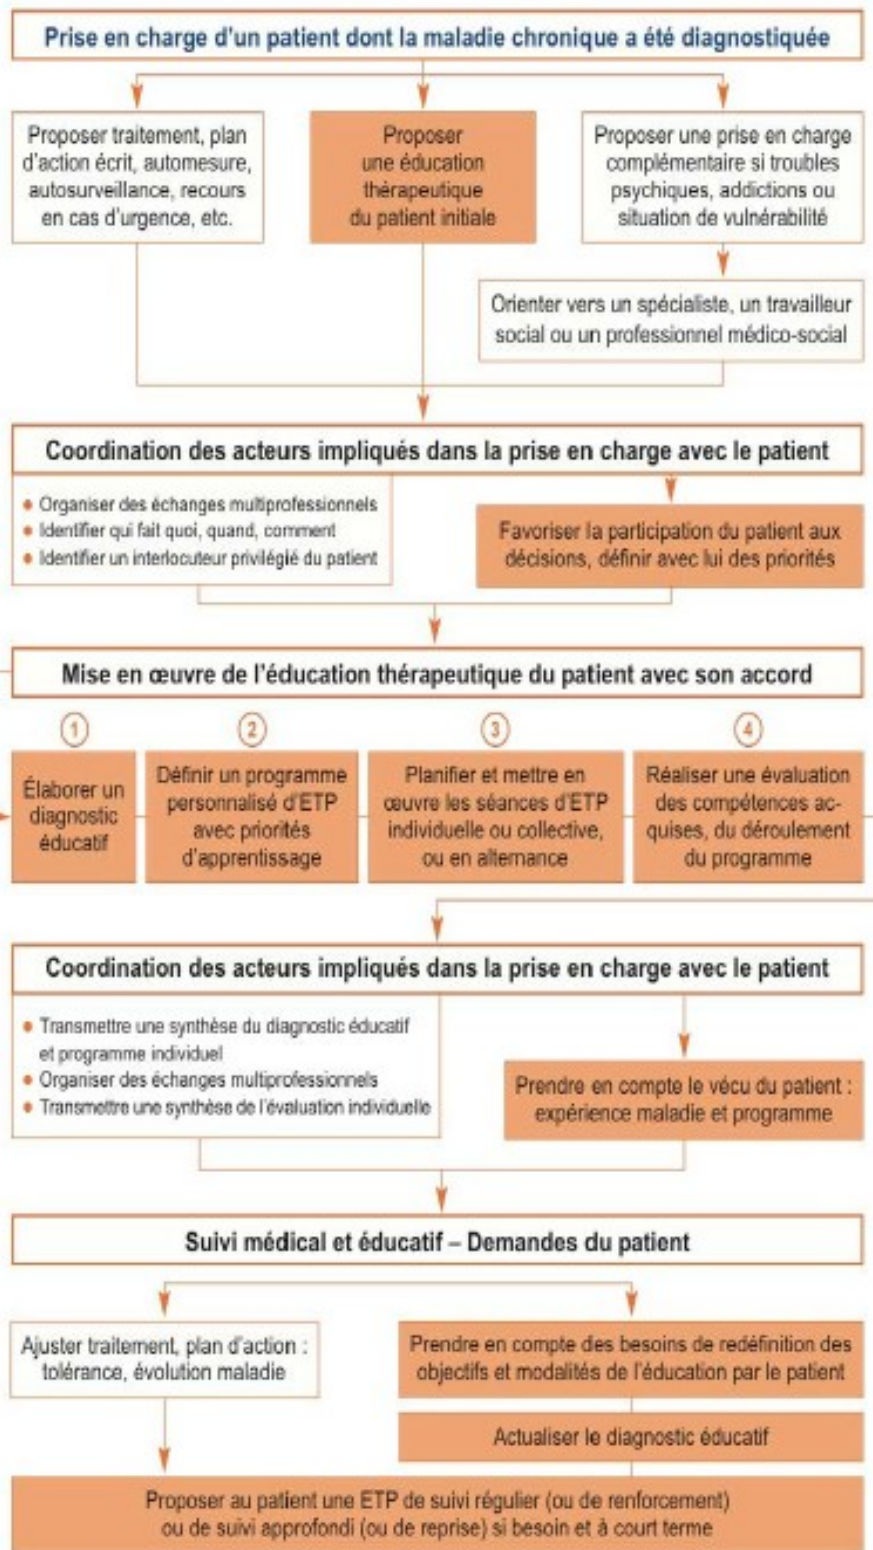 Prise en charge d'un patient dont la maladie chronique a été diagnostiquée
Proposer traitement, plan
d'action écrit, automesure,
autosurveillance, recours
en cas d'urgence, etc.
Proposer
une éducation
thérapeutique
du patient initiale
Proposer une prise en charge
complémentaire si troubles
psychiques, addictions ou
situation de vulnérabilité
Orienter vers un spécialiste, un travailleur
social ou un professionnel médico-social
Coordination des acteurs impliqués dans la prise en charge avec le patient
• Organiser des échanges multiprofessionnels
• Identifier qui fait quoi, quand, comment
• Identifier un interlocuteur privilégié du patient
Favoriser la participation du patient aux
décisions, définir avec lui des priorités
Mise en œuvre de l'éducation thérapeutique du patient avec son accord
1
Élaborer un
diagnostic
éducatif
2
Définir un programme
personnalisé d'ETP
avec priorités
d'apprentissage
3
Planifier et mettre en
œuvre les séances d'ETP
individuelle ou collective,
ou en alternance
4
Réaliser une évaluation
des compétences ac-
quises, du déroulement
du programme
Coordination des acteurs impliqués dans la prise en charge avec le patient
• Transmettre une synthèse du diagnostic éducatif
et programme individuel
• Organiser des échanges multiprofessionnels
• Transmettre une synthèse de l'évaluation individuelle
Prendre en compte le vécu du patient :
expérience maladie et programme
Suivi médical et éducatif – Demandes du patient
Ajuster traitement, plan d'action :
tolérance, évolution maladie
Prendre en compte des besoins de redéfinition des
objectifs et modalités de l'éducation par le patient
Actualiser le diagnostic éducatif
Proposer au patient une ETP de suivi régulier (ou de renforcement)
ou de suivi approfondi (ou de reprise) si besoin et à court terme